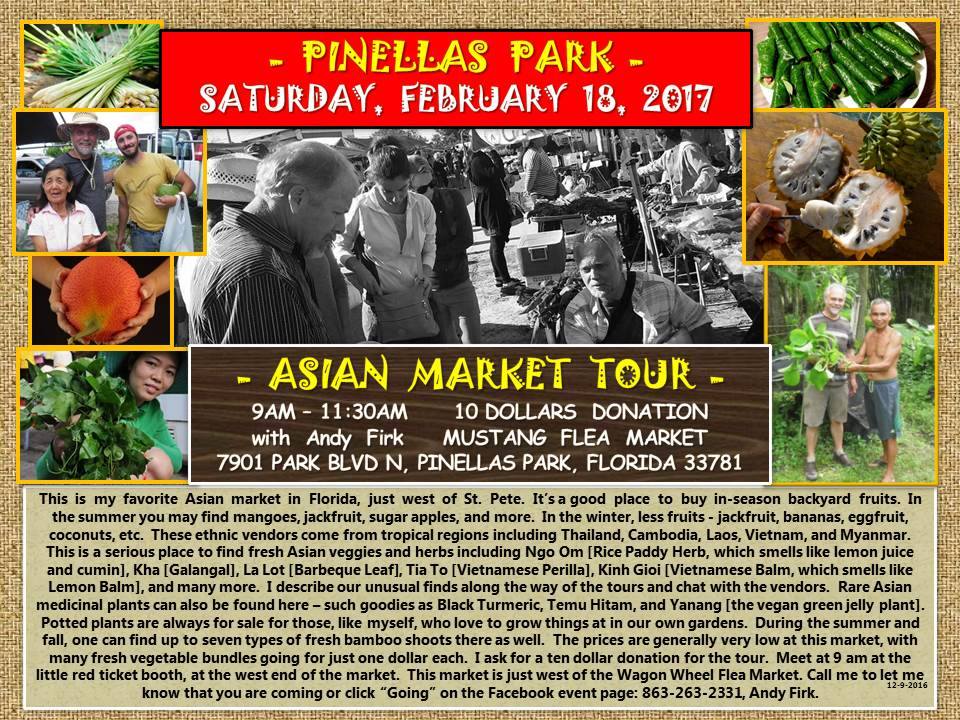 - PINELLAS PARK -
SATURDAY, FEBRUARY 18, 2017
- ASIAN MARKET TOUR -
9AM – 11:30AM 10 DOLLARS DONATION
with Andy Firk MUSTANG FLEA MARKET
7901 PARK BLVD N, PINELLAS PARK, FLORIDA 33781
This is my favorite Asian market in Florida, just west of St. Pete. It's a good place to buy in-season backyard fruits. In
the summer you may find mangoes, jackfruit, sugar apples, and more. In the winter, less fruits - jackfruit, bananas, eggfruit,
coconuts, etc. These ethnic vendors come from tropical regions including Thailand, Cambodia, Laos, Vietnam, and Myanmar.
This is a serious place to find fresh Asian veggies and herbs including Ngo Om [Rice Paddy Herb, which smells like lemon juice
and cumin], Kha [Galangal], La Lot [Barbeque Leaf], Tia To [Vietnamese Perilla], Kinh Gioi [Vietnamese Balm, which smells like
Lemon Balm], and many more. I describe our unusual finds along the way of the tours and chat with the vendors. Rare Asian
medicinal plants can also be found here – such goodies as Black Turmeric, Temu Hitam, and Yanang [the vegan green jelly plant].
Potted plants are always for sale for those, like myself, who love to grow things at in our own gardens. During the summer and
fall, one can find up to seven types of fresh bamboo shoots there as well. The prices are generally very low at this market, with
many fresh vegetable bundles going for just one dollar each. I ask for a ten dollar donation for the tour. Meet at 9 am at the
little red ticket booth, at the west end of the market. This market is just west of the Wagon Wheel Flea Market. Call me to let me
know that you are coming or click “Going” on the Facebook event page: 863-263-2331, Andy Firk.
12-9-2016